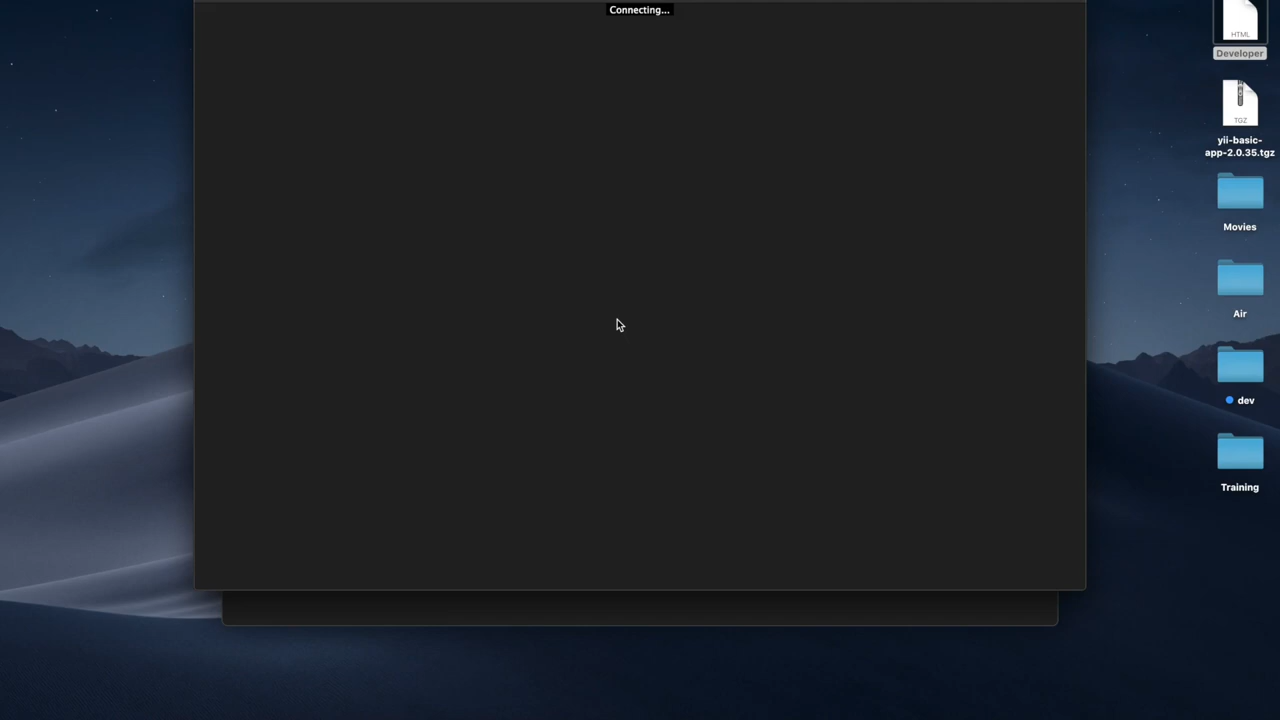 Connecting...
HTML
Developer
TGZ
yii-basic-
app-2.0.35.tgz
Movies
Air
dev
Training